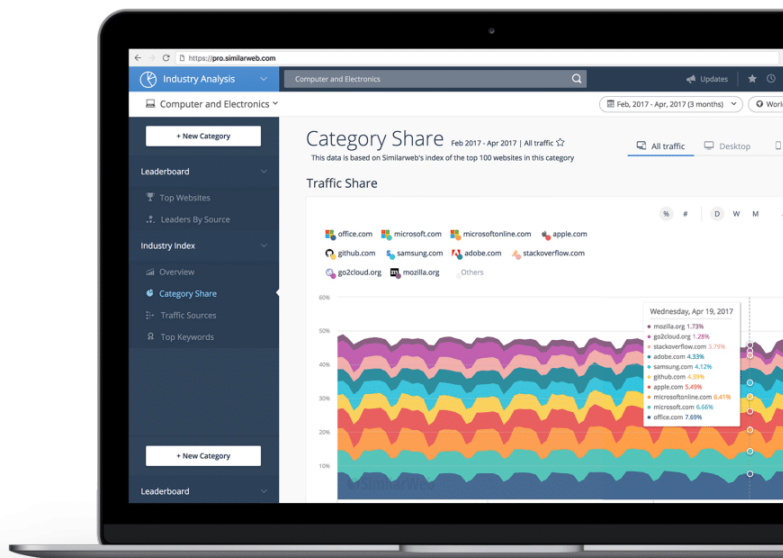 https://pro.similarweb.com
Industry Analysis
Computer and Electronics
Updates
Computer and Electronics
Feb, 2017 - Apr, 2017 (3 months)
+ New Category
Category Share Feb 2017 - Apr 2017 | All traffic
This data is based on Similarweb's index of the top 100 websites in this category
All traffic
Desktop
Leaderboard
Traffic Share
Top Websites
Leaders By Source
% # D W M
Industry Index
office.com microsoft.com microsoftonline.com apple.com
github.com samsung.com adobe.com stackoverflow.com
go2cloud.org mozilla.org Others
Overview
Category Share
Traffic Sources
Top Keywords
60%
50%
40%
30%
20%
10%
Wednesday, Apr 19, 2017
mozilla.org 1.73%
go2cloud.org 1.28%
stackoverflow.com 3.79%
adobe.com 4.33%
samsung.com 4.12%
github.com 4.39%
apple.com 5.49%
microsoftonline.com 6.41%
microsoft.com 6.66%
office.com 7.69%
+ New Category
Leaderboard